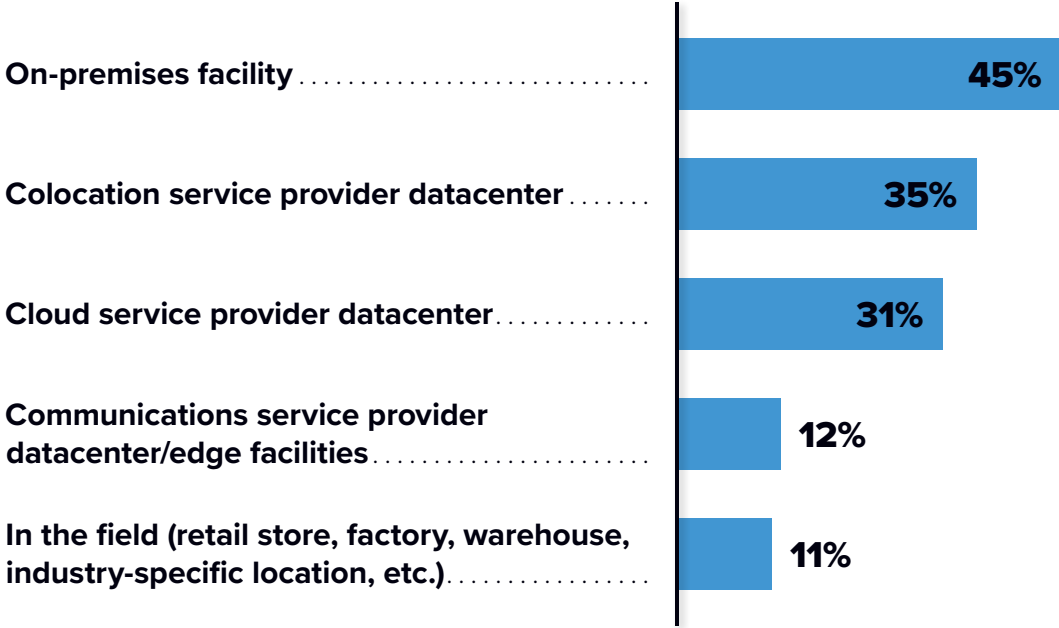 On-premises facility 45%
Colocation service provider datacenter 35%
Cloud service provider datacenter 31%
Communications service provider
datacenter/edge facilities 12%
In the field (retail store, factory, warehouse,
industry-specific location, etc.) 11%